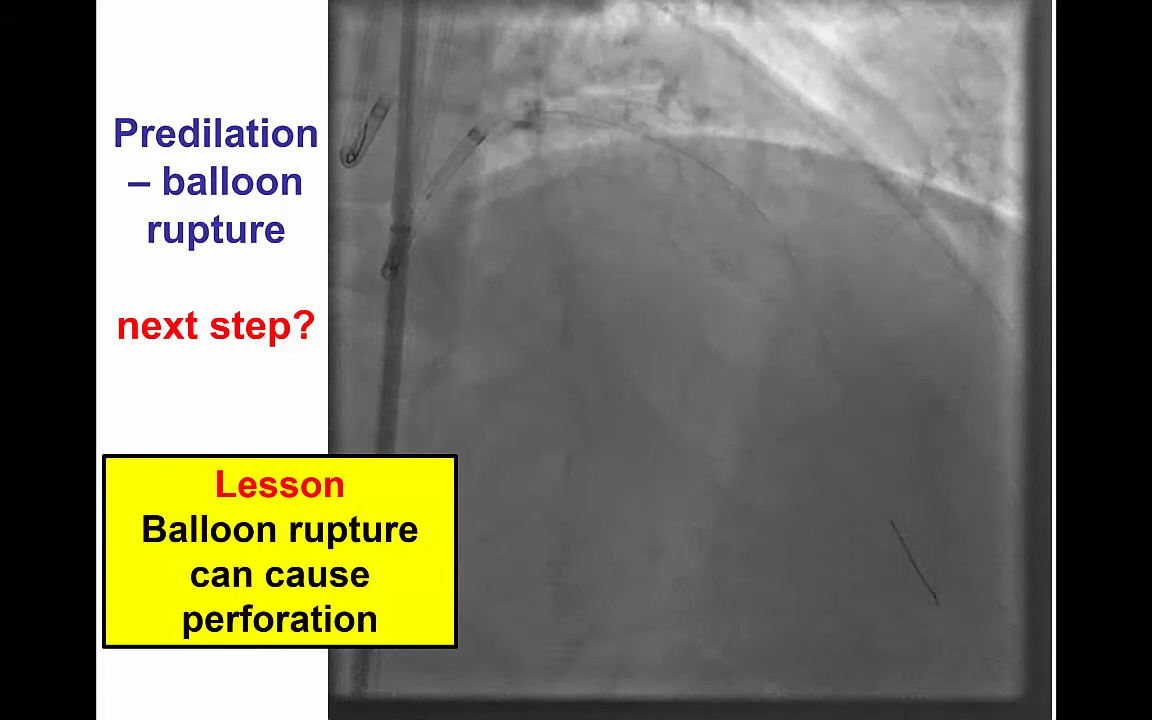 Predilation
– balloon
rupture
next step?
Lesson
Balloon rupture
can cause
perforation